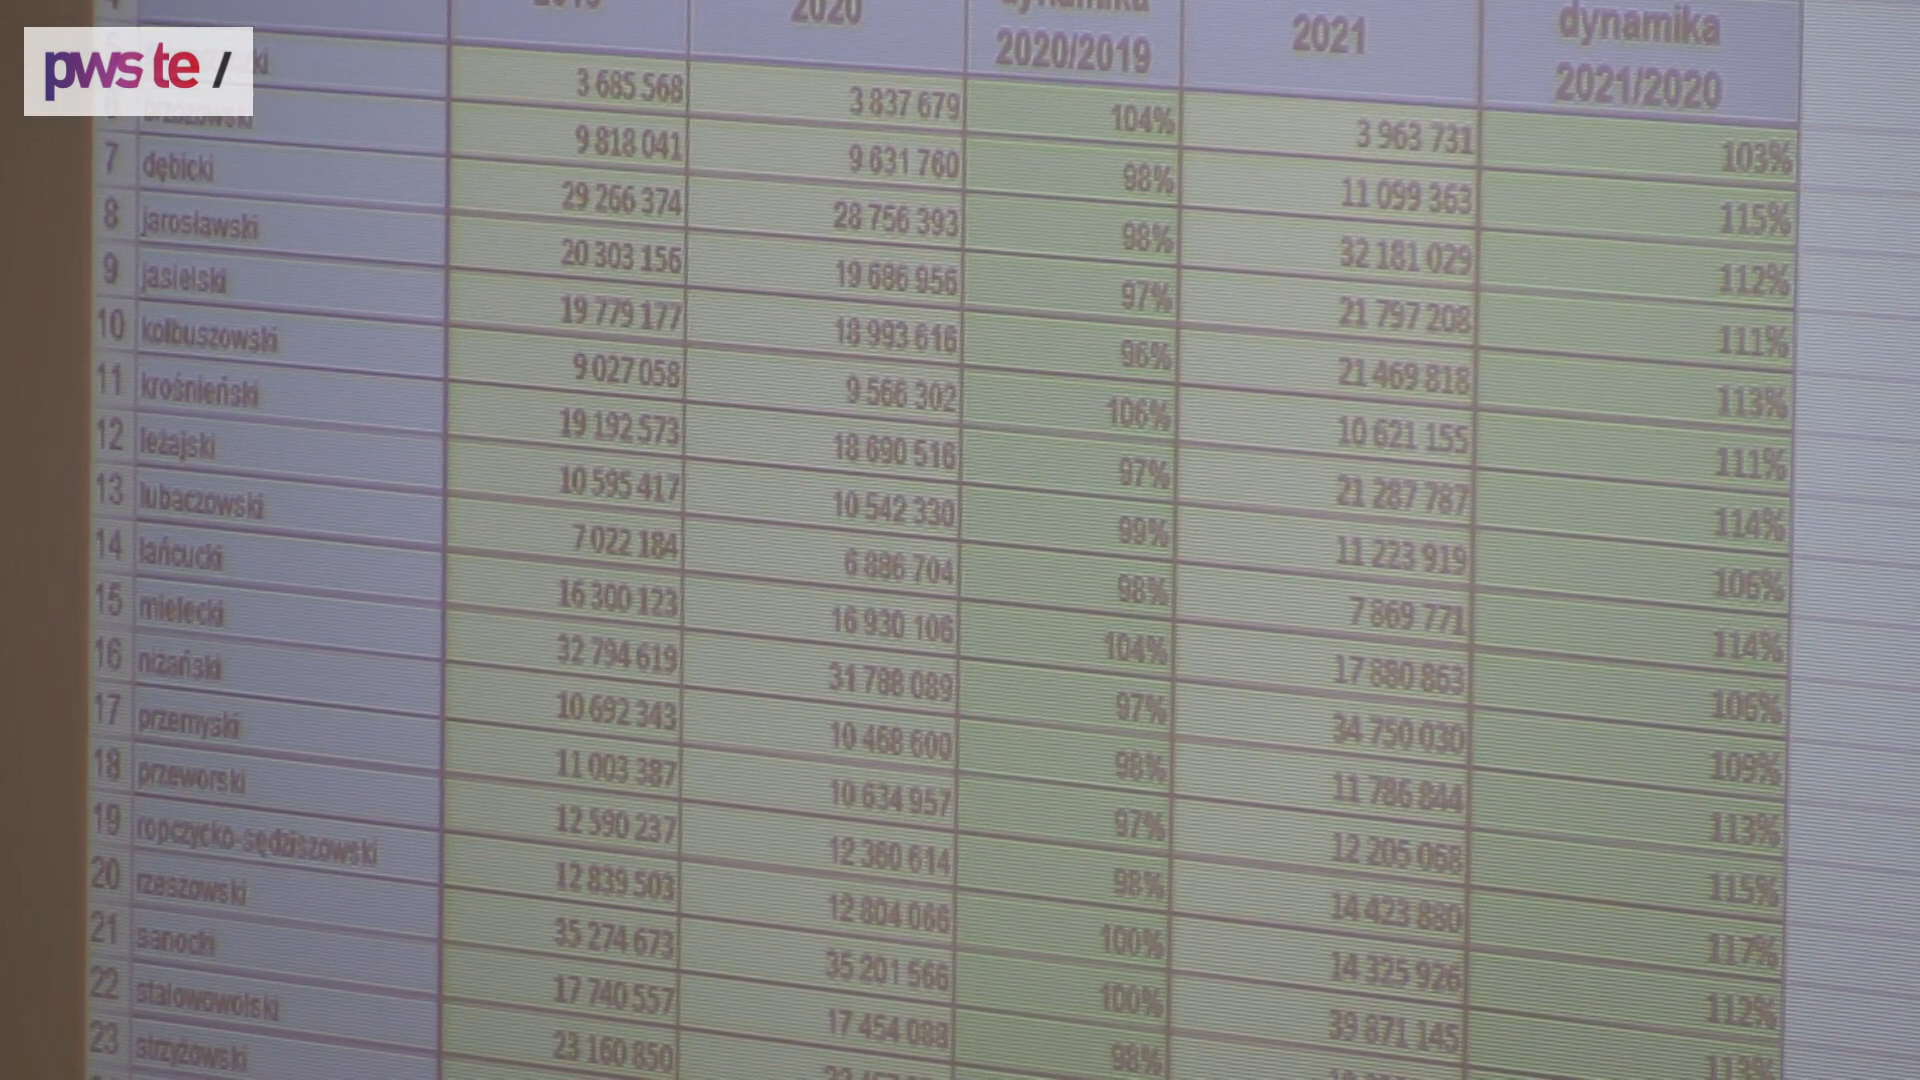 pwste/
2020 dynamika 2020/2019 2021 dynamika 2021/2020
3 685 568 3 837 679 104% 3 963 731 103%
brzozowski 9 818 041 9 631 760 98% 11 099 363 115%
7 dębicki 29 266 374 28 756 393 98% 32 181 029 112%
8 jarosławski 20 303 156 19 686 956 97% 21 797 208 111%
9 jasielski 19 779 177 18 993 616 96% 21 469 818 113%
10 kolbuszowski 9 027 058 9 566 302 106% 10 621 155 111%
11 krośnieński 19 192 573 18 690 516 97% 21 287 787 114%
12 leżajski 10 595 417 10 542 330 99% 11 223 919 106%
13 lubaczowski 7 022 184 6 886 704 98% 7 869 771 114%
14 łańcucki 16 300 123 16 930 106 104% 17 880 863 106%
15 mielecki 32 794 619 31 788 089 97% 34 750 030 109%
16 niżański 10 692 343 10 468 600 98% 11 786 844 113%
17 przemyski 11 003 387 10 634 957 97% 12 205 068 115%
18 przeworski 12 590 237 12 360 614 98% 14 423 880 117%
19 ropczycko-sędziszowski 12 839 503 12 804 066 100% 14 325 926 112%
20 rzeszowski 35 274 673 35 201 566 100% 39 871 145 113%
21 sanocki 17 740 557 17 454 088 98%
22 stalowowolski 23 160 850
23 strzyżowski